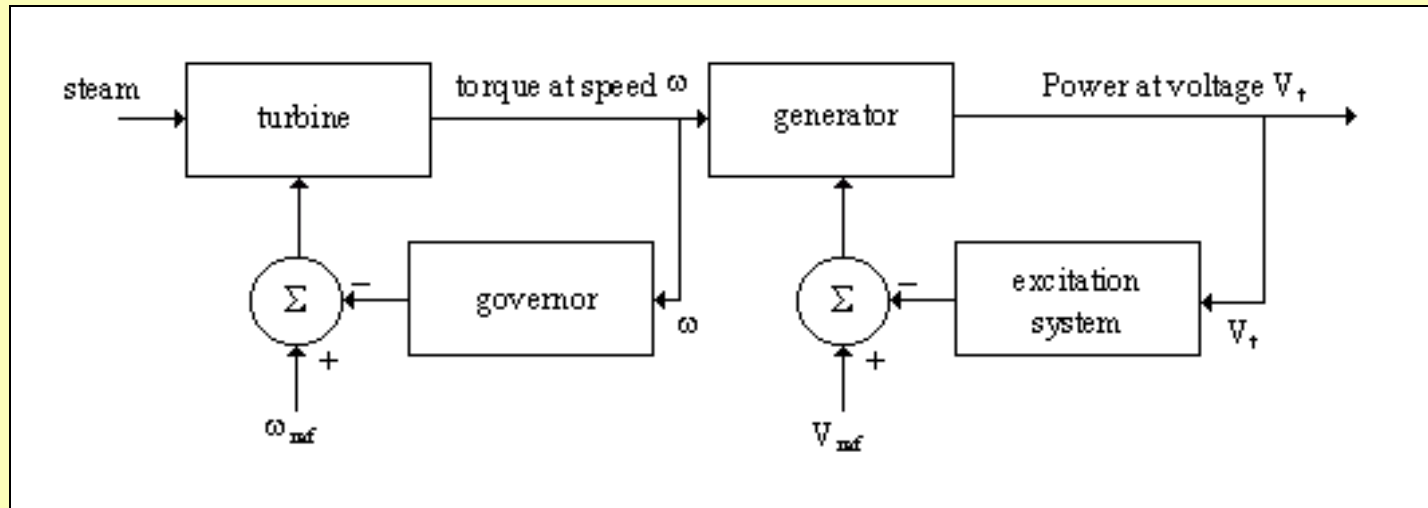 steam
turbine
torque at speed ω
generator
Power at voltage Vt
Σ
−
governor
ω
+
ωref
Σ
−
excitation
system
Vt
+
Vref